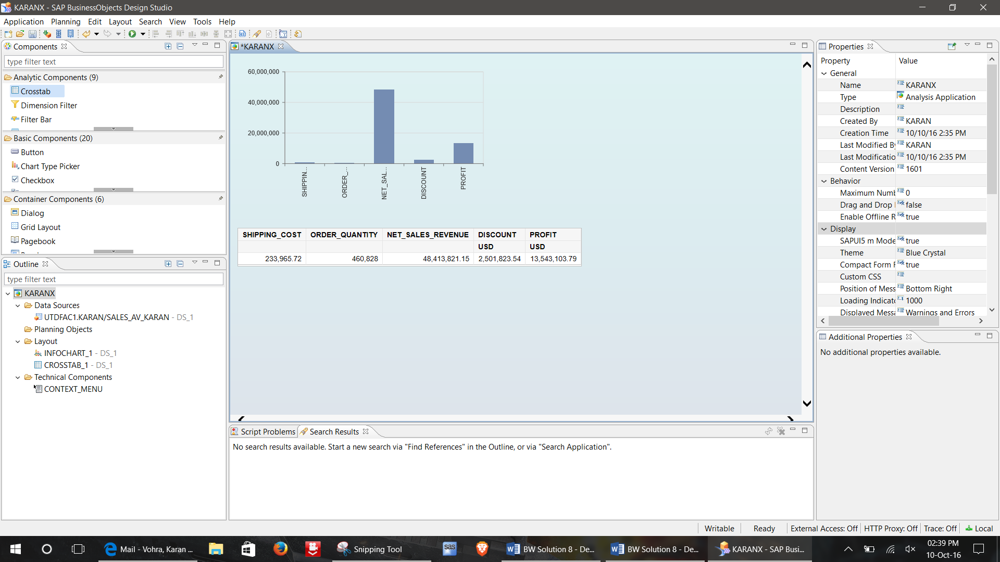 KARANX - SAP BusinessObjects Design Studio
Application Planning Edit Layout Search View Tools Help
Components
type filter text
Analytic Components (9)
Crosstab
Dimension Filter
Filter Bar
Basic Components (20)
Button
Chart Type Picker
Checkbox
Container Components (6)
Dialog
Grid Layout
Pagebook
Outline
type filter text
KARANX
Data Sources
UTDFAC1.KARAN/SALES_AV_KARAN - DS_1
Planning Objects
Layout
INFOCHART_1 - DS_1
CROSSTAB_1 - DS_1
Technical Components
CONTEXT_MENU
*KARANX
60,000,000
40,000,000
20,000,000
0
SHIPPIN...
ORDER_...
NET_SAL...
DISCOUNT
PROFIT
SHIPPING_COST ORDER_QUANTITY NET_SALES_REVENUE DISCOUNT PROFIT
USD USD
233,965.72 460,828 48,413,821.15 2,501,823.54 13,543,103.79
Script Problems Search Results
No search results available. Start a new search via "Find References" in the Outline, or via "Search Application".
Properties
Property Value
General
Name KARANX
Type Analysis Application
Description
Created By KARAN
Creation Time 10/10/16 2:35 PM
Last Modified By KARAN
Last Modificatio 10/10/16 2:35 PM
Content Version 1601
Behavior
Maximum Numb 0
Drag and Drop false
Enable Offline R true
Display
SAPUI5 m Mode true
Theme Blue Crystal
Compact Form F true
Custom CSS
Position of Mess Bottom Right
Loading Indicato 1000
Displayed Messa Warnings and Errors
Additional Properties
No additional properties available.
Writable Ready External Access: Off HTTP Proxy: Off Trace: Off Local
Mail - Vohra, Karan ... Snipping Tool sas BW Solution 8 - De... BW Solution 8 - De... KARANX - SAP Busi...
02:39 PM
10-Oct-16